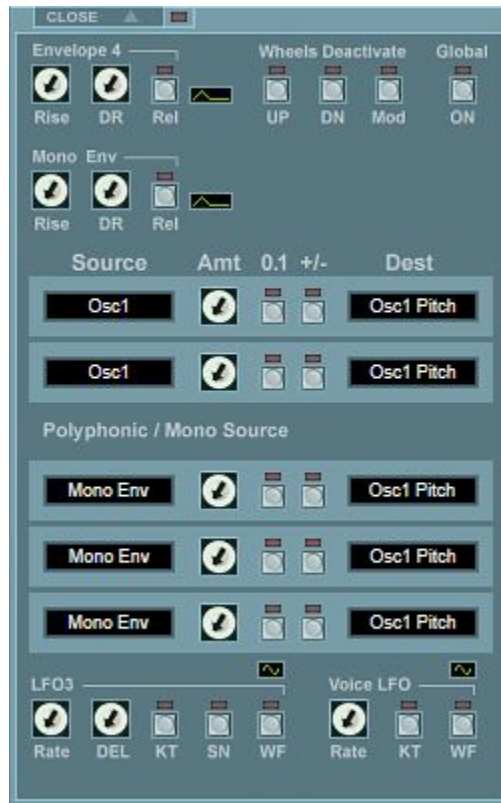 CLOSE
Envelope 4 Wheels Deactivate Global
Rise DR Rel UP DN Mod ON
Mono Env
Rise DR Rel
Source Amt 0.1 +/- Dest
Osc1 Osc1 Pitch
Osc1 Osc1 Pitch
Polyphonic / Mono Source
Mono Env Osc1 Pitch
Mono Env Osc1 Pitch
Mono Env Osc1 Pitch
LFO3 Voice LFO
Rate DEL KT SN WF Rate KT WF